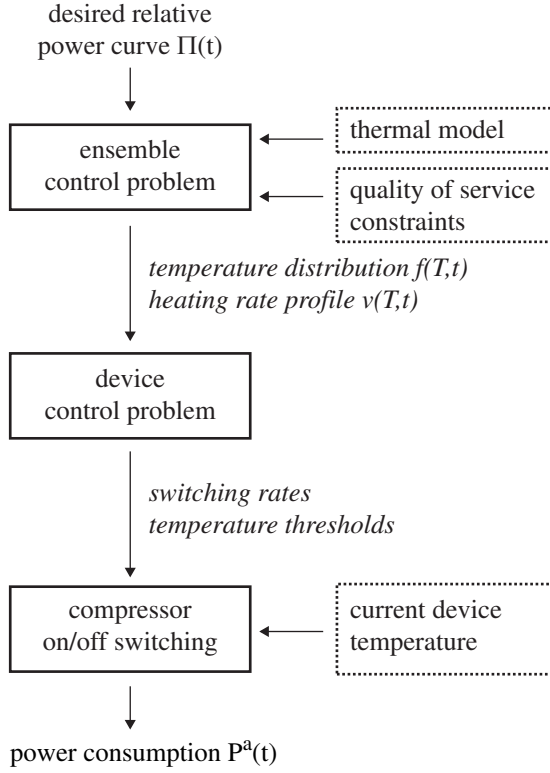 desired relative
power curve Π(t)
ensemble
control problem
thermal model
quality of service
constraints
temperature distribution f(T,t)
heating rate profile v(T,t)
device
control problem
switching rates
temperature thresholds
compressor
on/off switching
current device
temperature
power consumption Pᵃ(t)